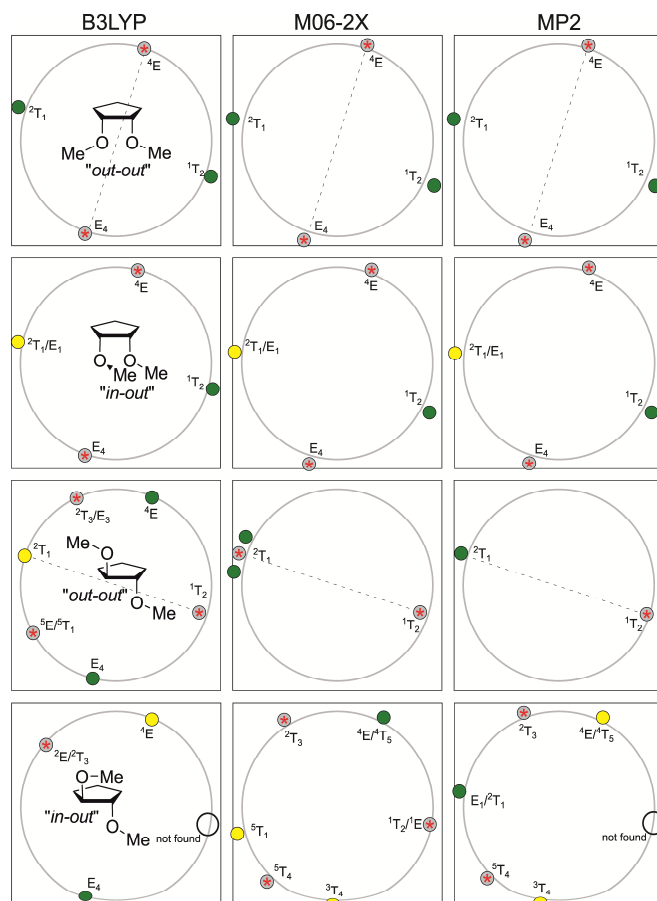 B3LYP M06-2X MP2
⁴E ⁴E ⁴E
²T₁ ²T₁ ²T₁
O O
Me Me
"out-out"
¹T₂ ¹T₂ ¹T₂
E₄ E₄ E₄
⁴E ⁴E ⁴E
²T₁/E₁ ²T₁/E₁ ²T₁/E₁
O O
Me Me
"in-out"
¹T₂ ¹T₂ ¹T₂
E₄ E₄ E₄
²T₃/E₃ ⁴E
Me O
²T₁ ²T₁ ²T₁
"out-out"
O Me
¹T₂ ¹T₂ ¹T₂
⁵E/⁵T₁
E₄
¹E ²T₃ ⁴E/⁴T₅ ²T₃ ⁴E/⁴T₅
²E/²T₃
O-Me
"in-out"
O Me
E₁/²T₁
not found ⁵T₁ ¹T₂/¹E not found
⁵T₄ ⁵T₄
E₄ ³T₄ ³T₄